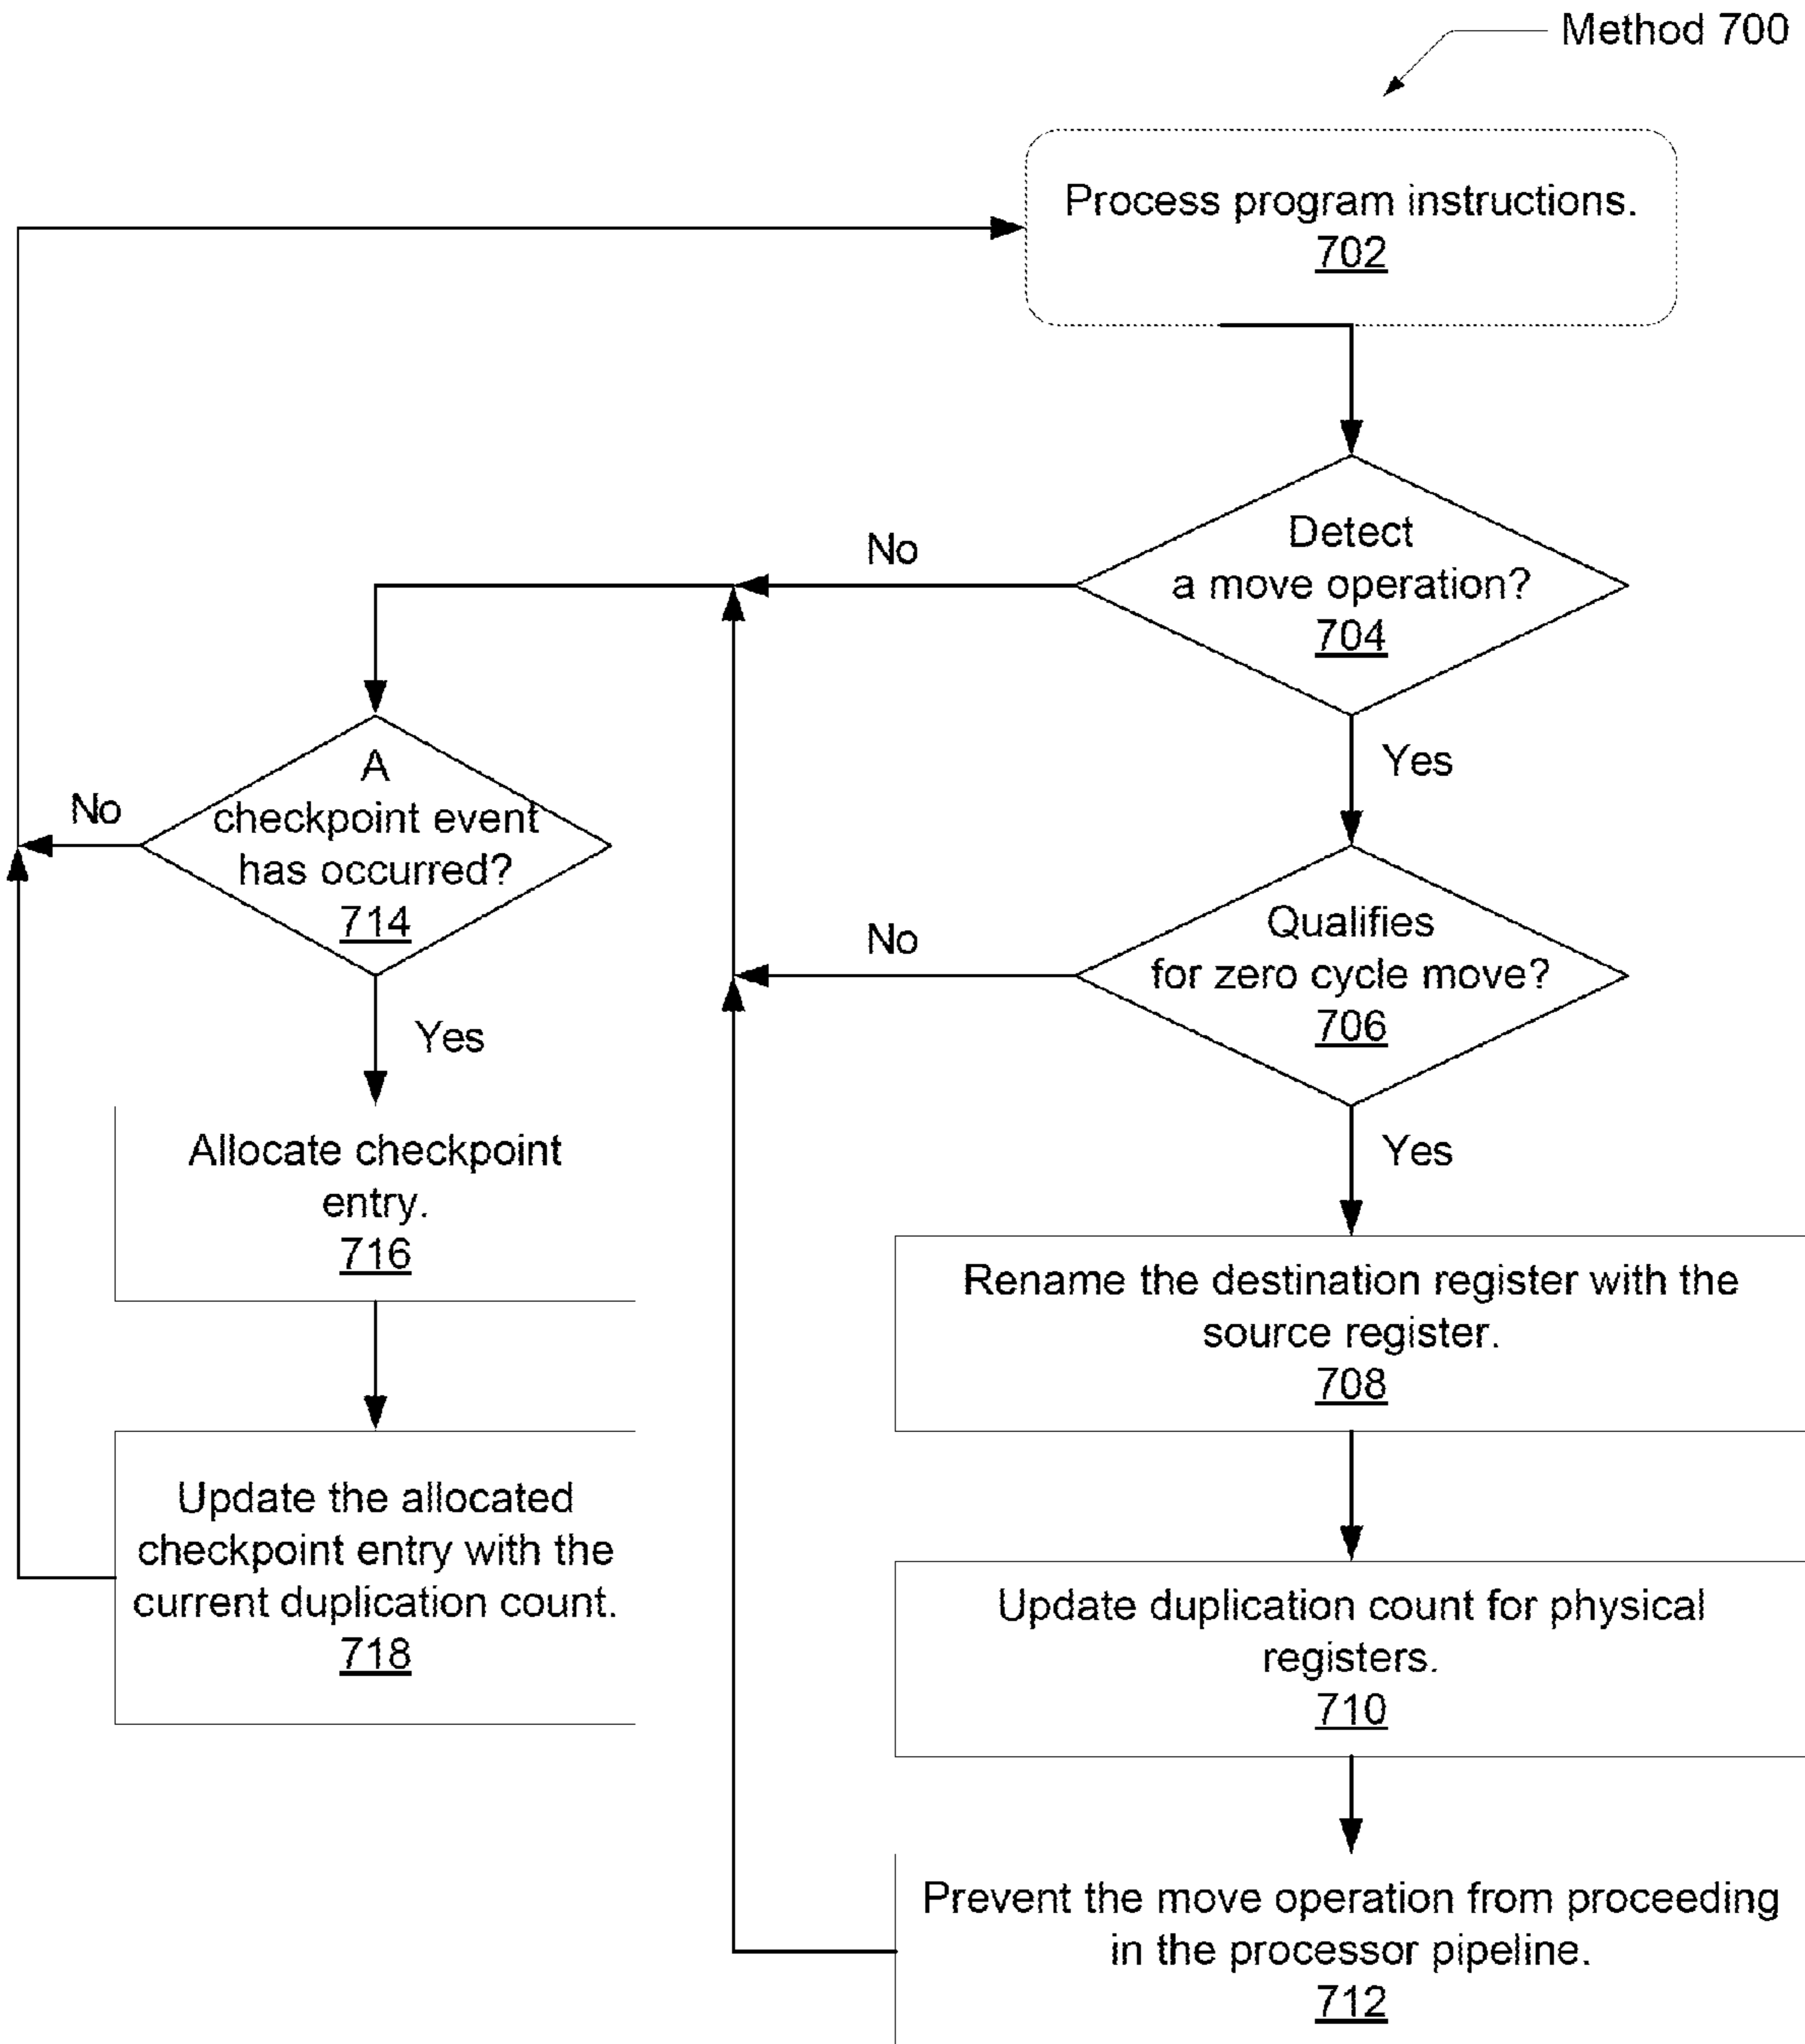 Method 700
Process program instructions.
702
Detect
a move operation?
704
No
Yes
A
checkpoint event
has occurred?
714
No
Yes
Qualifies
for zero cycle move?
706
No
Yes
Allocate checkpoint
entry.
716
Rename the destination register with the
source register.
708
Update the allocated
checkpoint entry with the
current duplication count.
718
Update duplication count for physical
registers.
710
Prevent the move operation from proceeding
in the processor pipeline.
712